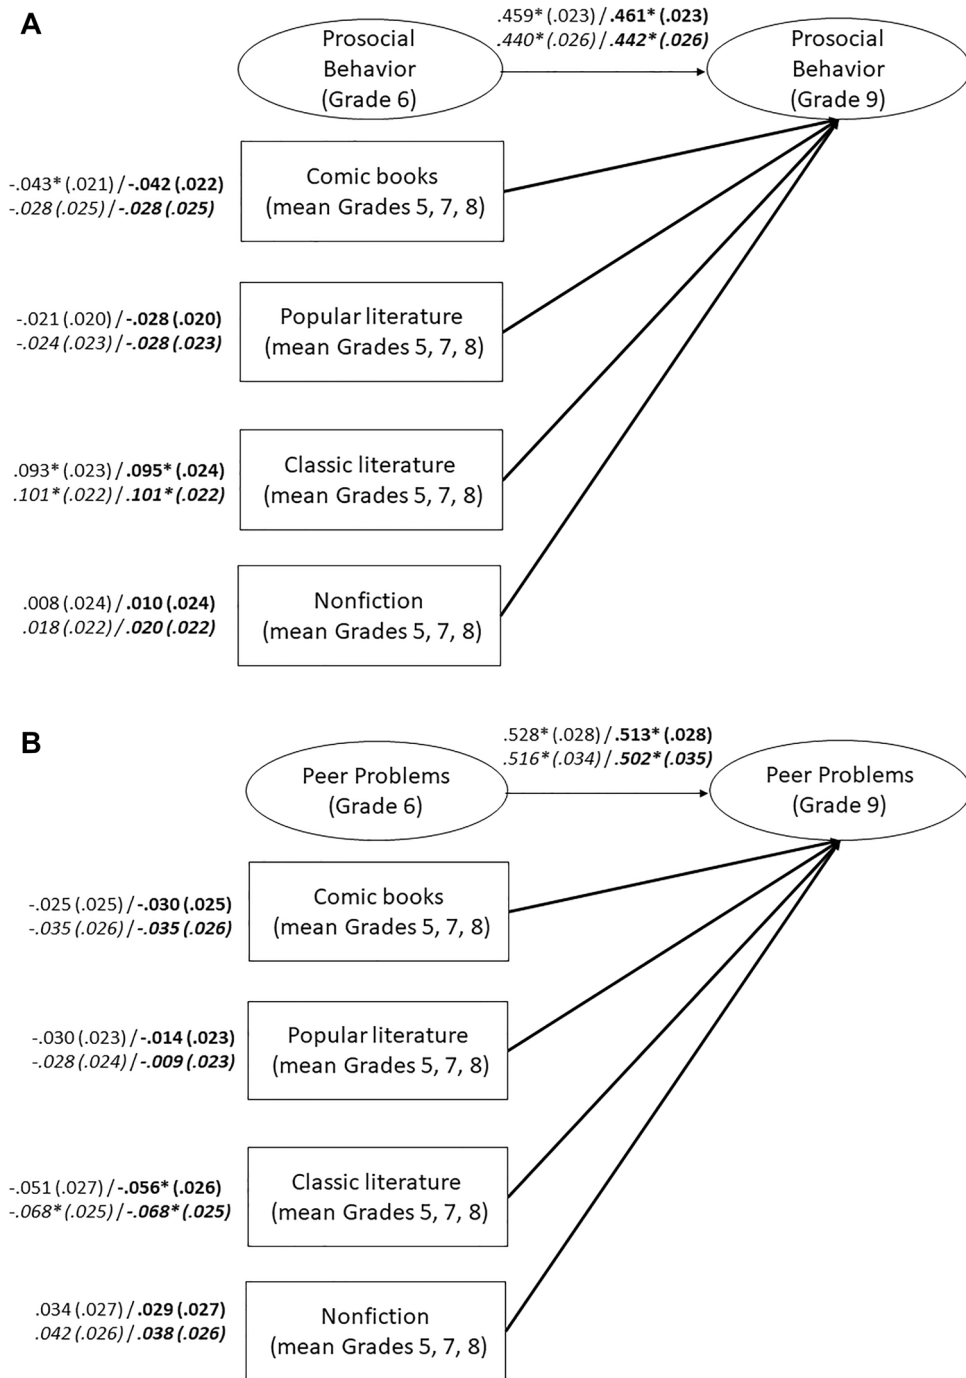 A
.459* (.023) / .461* (.023)
.440* (.026) / .442* (.026)
Prosocial
Behavior
(Grade 6)
Prosocial
Behavior
(Grade 9)
-.043* (.021) / -.042 (.022)
-.028 (.025) / -.028 (.025)
Comic books
(mean Grades 5, 7, 8)
-.021 (.020) / -.028 (.020)
-.024 (.023) / -.028 (.023)
Popular literature
(mean Grades 5, 7, 8)
.093* (.023) / .095* (.024)
.101* (.022) / .101* (.022)
Classic literature
(mean Grades 5, 7, 8)
.008 (.024) / .010 (.024)
.018 (.022) / .020 (.022)
Nonfiction
(mean Grades 5, 7, 8)
B
.528* (.028) / .513* (.028)
.516* (.034) / .502* (.035)
Peer Problems
(Grade 6)
Peer Problems
(Grade 9)
-.025 (.025) / -.030 (.025)
-.035 (.026) / -.035 (.026)
Comic books
(mean Grades 5, 7, 8)
-.030 (.023) / -.014 (.023)
-.028 (.024) / -.009 (.023)
Popular literature
(mean Grades 5, 7, 8)
-.051 (.027) / -.056* (.026)
-.068* (.025) / -.068* (.025)
Classic literature
(mean Grades 5, 7, 8)
.034 (.027) / .029 (.027)
.042 (.026) / .038 (.026)
Nonfiction
(mean Grades 5, 7, 8)